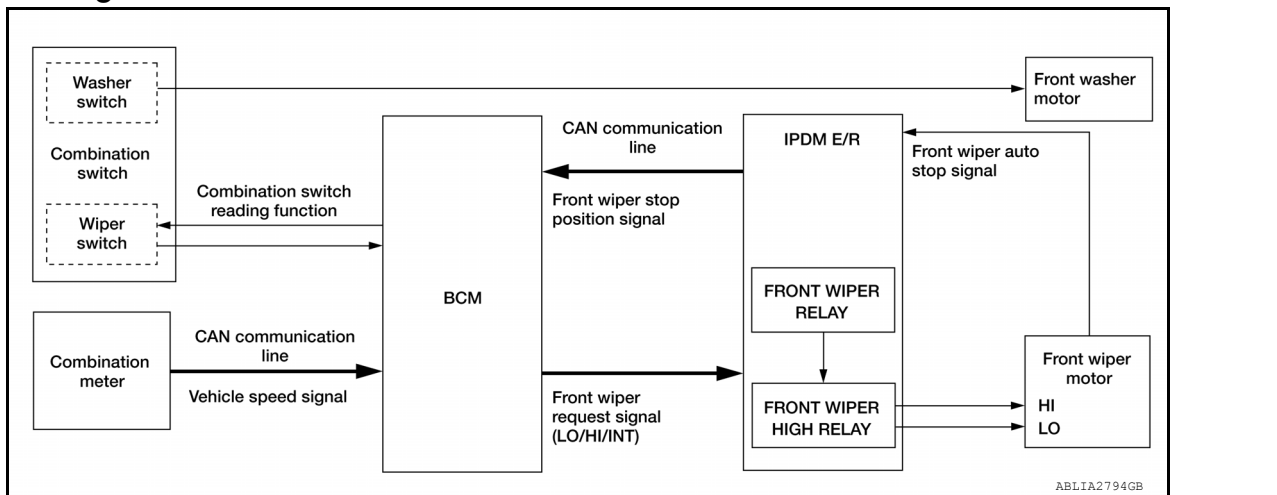 Washer
switch
Combination
switch
Wiper
switch
Combination switch
reading function
Combination
meter
CAN communication
line
Vehicle speed signal
BCM
CAN communication
line
Front wiper stop
position signal
Front wiper
request signal
(LO/HI/INT)
IPDM E/R
FRONT WIPER
RELAY
FRONT WIPER
HIGH RELAY
Front washer
motor
Front wiper auto
stop signal
Front wiper
motor
HI
LO
ABLIA2794GB